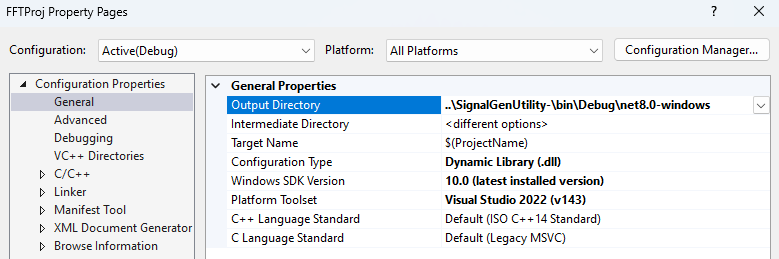 FFTProj Property Pages ? ×
Configuration: Active(Debug) Platform: All Platforms Configuration Manager...
Configuration Properties
General
Advanced
Debugging
VC++ Directories
C/C++
Linker
Manifest Tool
XML Document Generator
Browse Information
General Properties
Output Directory ..\SignalGenUtility-\bin\Debug\net8.0-windows
Intermediate Directory <different options>
Target Name $(ProjectName)
Configuration Type Dynamic Library (.dll)
Windows SDK Version 10.0 (latest installed version)
Platform Toolset Visual Studio 2022 (v143)
C++ Language Standard Default (ISO C++14 Standard)
C Language Standard Default (Legacy MSVC)